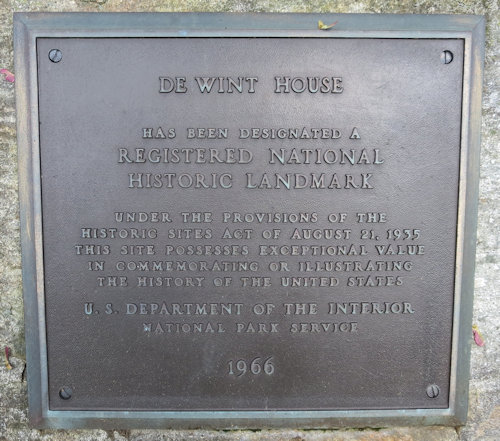 DE WINT HOUSE
HAS BEEN DESIGNATED A
REGISTERED NATIONAL
HISTORIC LANDMARK
UNDER THE PROVISIONS OF THE
HISTORIC SITES ACT OF AUGUST 21, 1935
THIS SITE POSSESSES EXCEPTIONAL VALUE
IN COMMEMORATING OR ILLUSTRATING
THE HISTORY OF THE UNITED STATES
U. S. DEPARTMENT OF THE INTERIOR
NATIONAL PARK SERVICE
1966